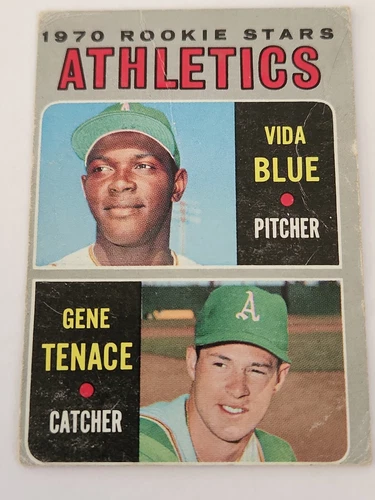 1970 ROOKIE STARS
ATHLETICS
A
VIDA
BLUE
PITCHER
GENE
TENACE
CATCHER
A